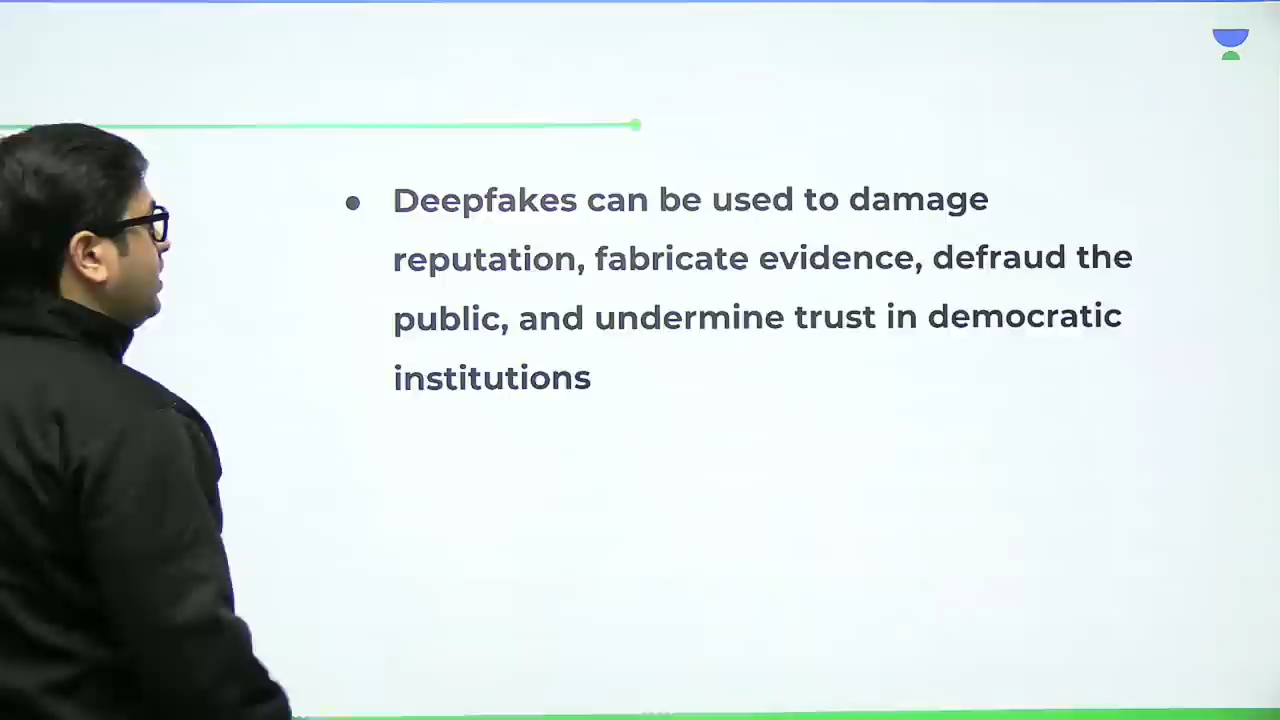 Deepfakes can be used to damage
reputation, fabricate evidence, defraud the
public, and undermine trust in democratic
institutions